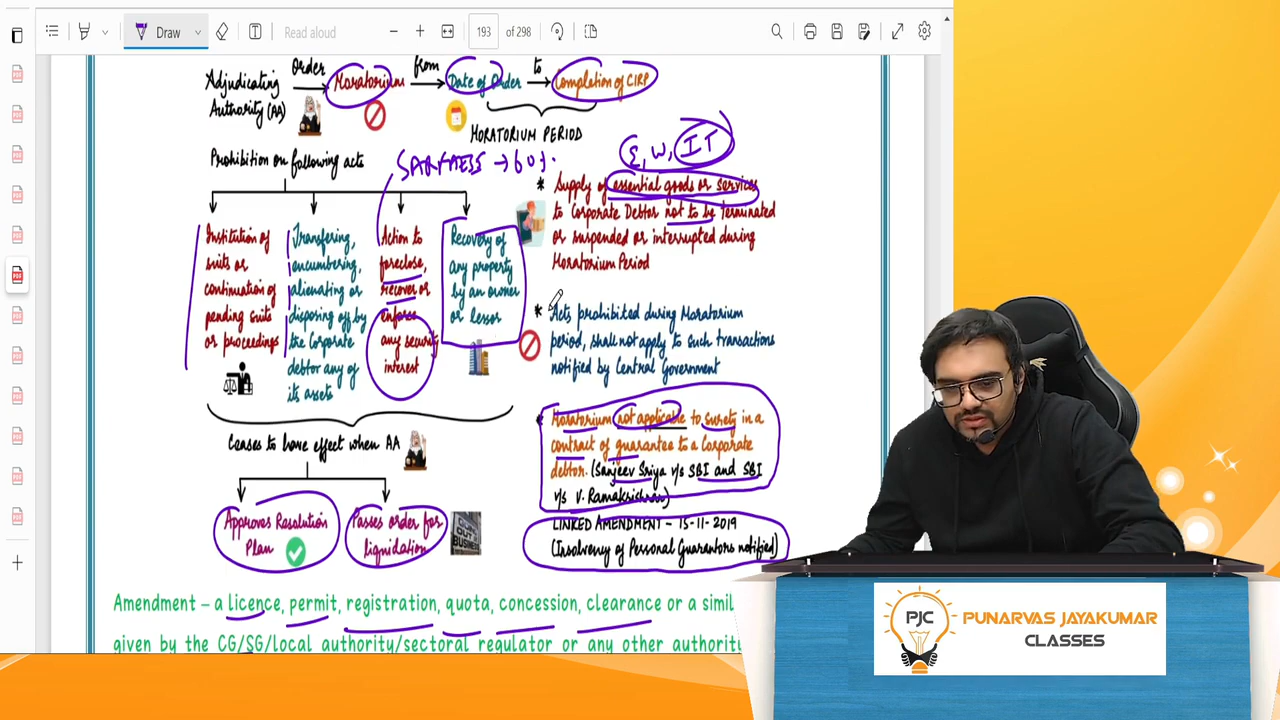 Draw
Read aloud
193 of 298
Adjudicating Authority (AA)
Order
Moratorium
from
Date of Order
to
Completion of CIRP
MORATORIUM PERIOD
Prohibition on following acts
SARFAESI → 60%
E, W, IT
Institution of
suits or
continuation of
pending suits
or proceedings
Transfering,
encumbering,
alienating or
disposing off by
the Corporate
debtor any of
its assets
Action to
foreclose,
recover or
enforce
any security
interest
Recovery of
any property
by an owner
or lessor
* Supply of essential goods or services
to Corporate Debtor not to be terminated
or suspended or interrupted during
Moratorium Period
* Acts prohibited during Moratorium
period, shall not apply to such transactions
notified by Central Government
* Moratorium not applicable to surety in a
contract of guarantee to a Corporate
debtor. (Sanjeev Sriya v/s SBI and SBI
v/s V. Ramakrishnan)
LINKED AMENDMENT - 15-11-2019
(Insolvency of Personal Guarantors notified)
Ceases to have effect when AA
Approves Resolution
Plan
Passes order for
liquidation
Amendment – a licence, permit, registration, quota, concession, clearance or a simil
given by the CG/SG/local authority/sectoral regulator or any other authority
PJC
PUNARVAS JAYAKUMAR
CLASSES